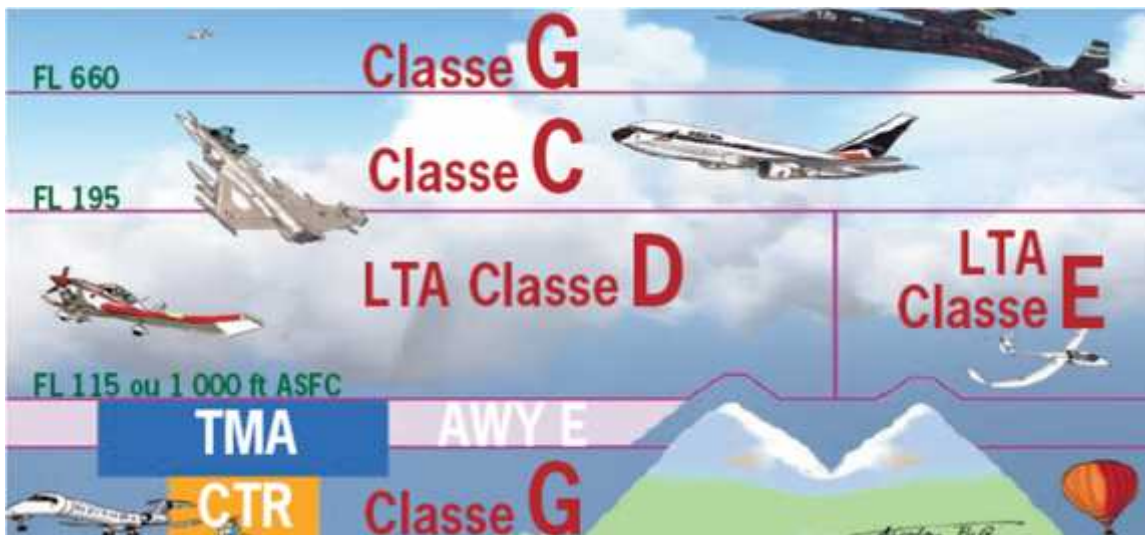 Classe G
FL 660
Classe C
FL 195
LTA Classe D
LTA
Classe E
FL 115 ou 1 000 ft ASFC
TMA
AWY E
CTR
Classe G